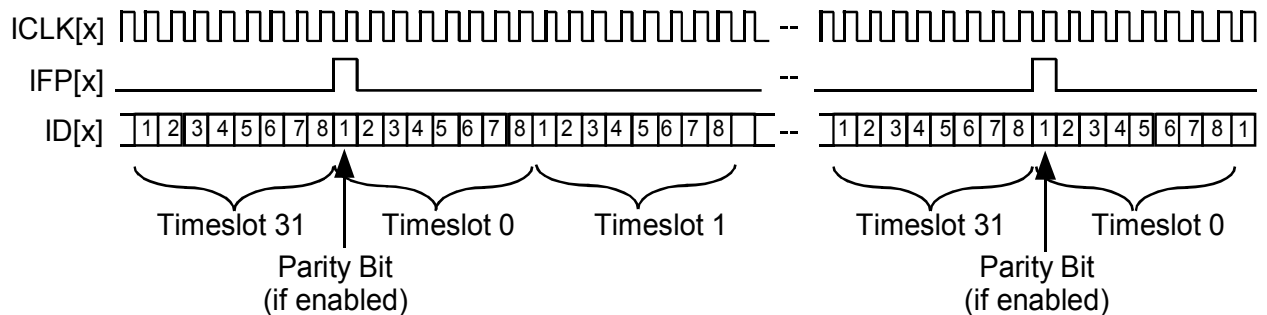 ICLK[x] --
IFP[x] --
ID[x] 1 2 3 4 5 6 7 8 1 2 3 4 5 6 7 8 1 2 3 4 5 6 7 8 -- 1 2 3 4 5 6 7 8 1 2 3 4 5 6 7 8 1
Timeslot 31 Timeslot 0 Timeslot 1 Timeslot 31 Timeslot 0
Parity Bit Parity Bit
(if enabled) (if enabled)